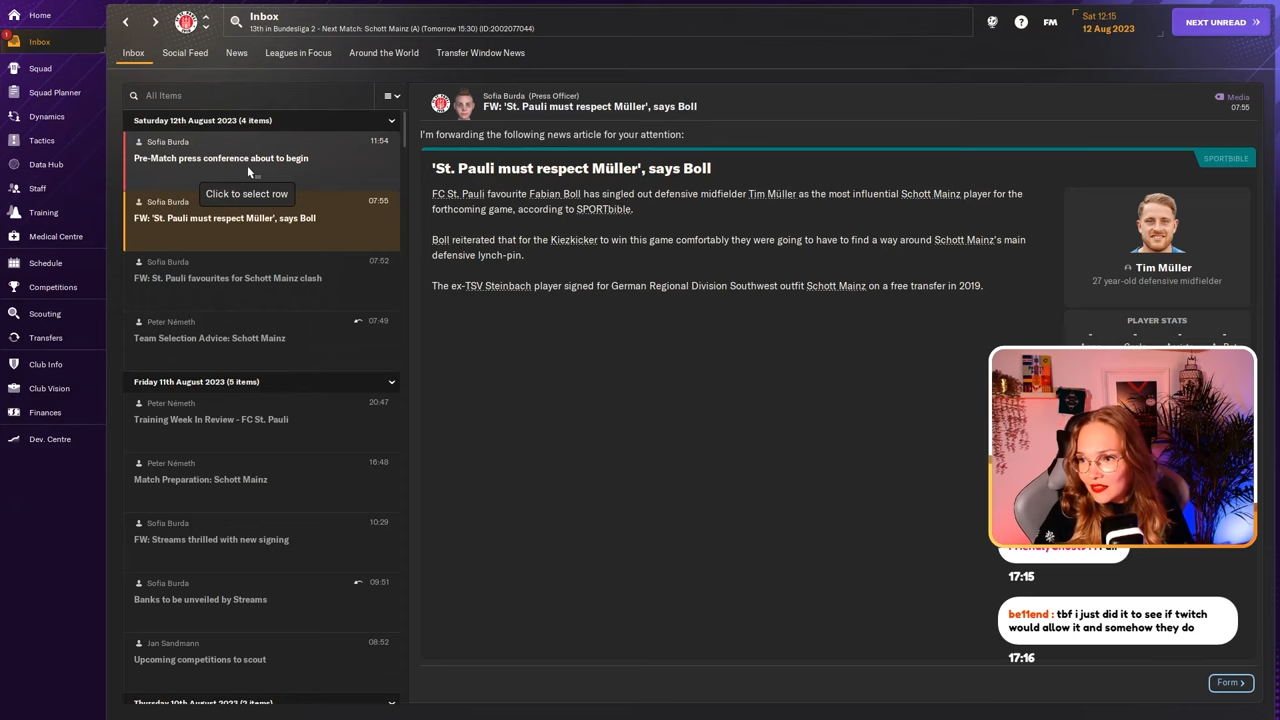 Home
1
Inbox
Squad
Squad Planner
Dynamics
Tactics
Data Hub
Staff
Training
Medical Centre
Schedule
Competitions
Scouting
Transfers
Club Info
Club Vision
Finances
Dev. Centre
Inbox
13th in Bundesliga 2 - Next Match: Schott Mainz (A) (Tomorrow 15:30) (ID:2002077044)
FM
Sat 12:15
12 Aug 2023
NEXT UNREAD
Inbox
Social Feed
News
Leagues in Focus
Around the World
Transfer Window News
All Items
Saturday 12th August 2023 (4 items)
Sofia Burda
11:54
Pre-Match press conference about to begin
Click to select row
Sofia Burda
07:55
FW: 'St. Pauli must respect Müller', says Boll
Sofia Burda
07:52
FW: St. Pauli favourites for Schott Mainz clash
Peter Németh
07:49
Team Selection Advice: Schott Mainz
Friday 11th August 2023 (5 items)
Peter Németh
20:47
Training Week In Review - FC St. Pauli
Peter Németh
16:48
Match Preparation: Schott Mainz
Sofia Burda
10:29
FW: Streams thrilled with new signing
Sofia Burda
09:51
Banks to be unveiled by Streams
Jan Sandmann
08:52
Upcoming competitions to scout
Thursday 10th August 2023 (2 items)
Sofia Burda (Press Officer)
FW: 'St. Pauli must respect Müller', says Boll
Media
07:55
I'm forwarding the following news article for your attention:
SPORTBIBLE
'St. Pauli must respect Müller', says Boll
FC St. Pauli favourite Fabian Boll has singled out defensive midfielder Tim Müller as the most influential Schott Mainz player for the
forthcoming game, according to SPORTbible.
Boll reiterated that for the Kiezkicker to win this game comfortably they were going to have to find a way around Schott Mainz's main
defensive lynch-pin.
The ex-TSV Steinbach player signed for German Regional Division Southwest outfit Schott Mainz on a free transfer in 2019.
Tim Müller
27 year-old defensive midfielder
PLAYER STATS
- - - -
17:15
be11end : tbf i just did it to see if twitch
would allow it and somehow they do
17:16
Form